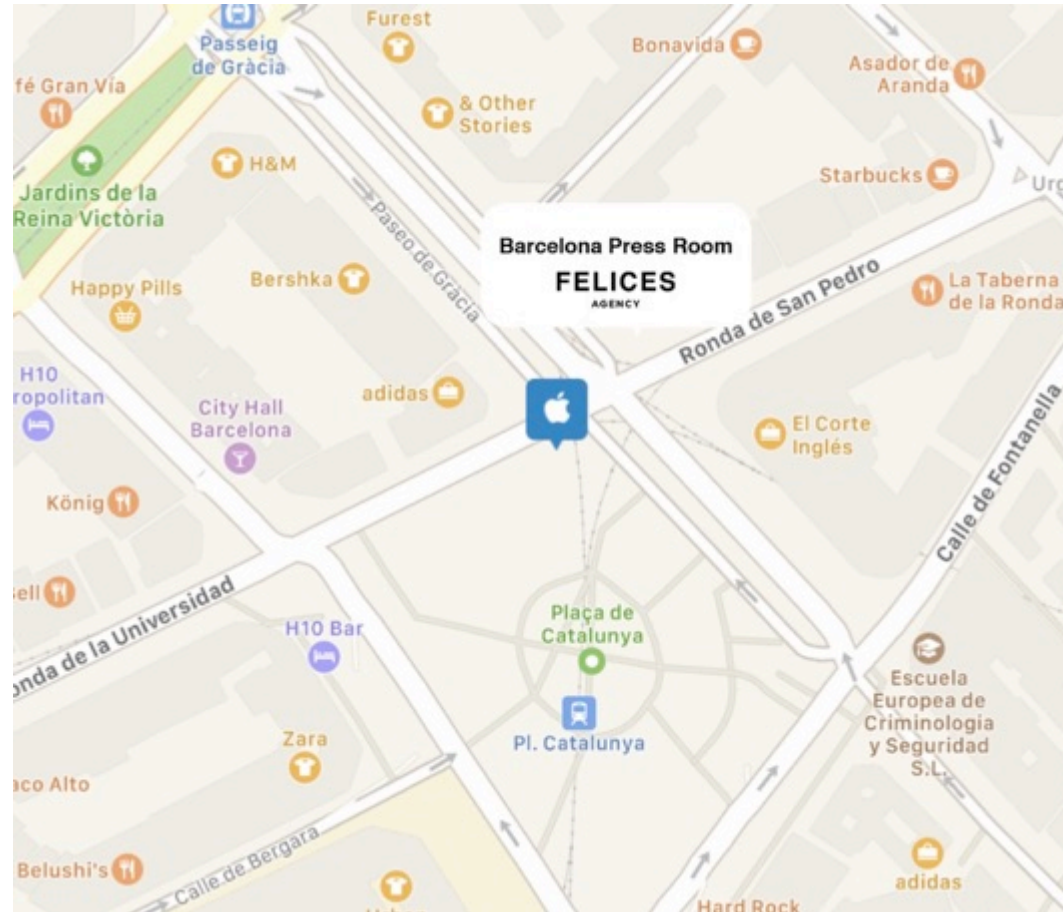 Furest
Passeig
de Gràcia
Bonavida
Asador de
Aranda
fé Gran Vía
& Other
Stories
H&M
Starbucks
Jardins de la
Reina Victòria
Urq
Paseo de Gràcia
Barcelona Press Room
FELICES
AGENCY
Bershka
Happy Pills
La Taberna
de la Ronda
Ronda de San Pedro
H10
ropolitan
adidas
City Hall
Barcelona
El Corte
Inglés
Calle de Fontanella
König
ell
Ronda de la Universidad
H10 Bar
Plaça de
Catalunya
Escuela
Europea de
Criminologia
y Seguridad
S.L.
Pl. Catalunya
Zara
aco Alto
Calle de Bergara
Belushi's
adidas
Hard Rock